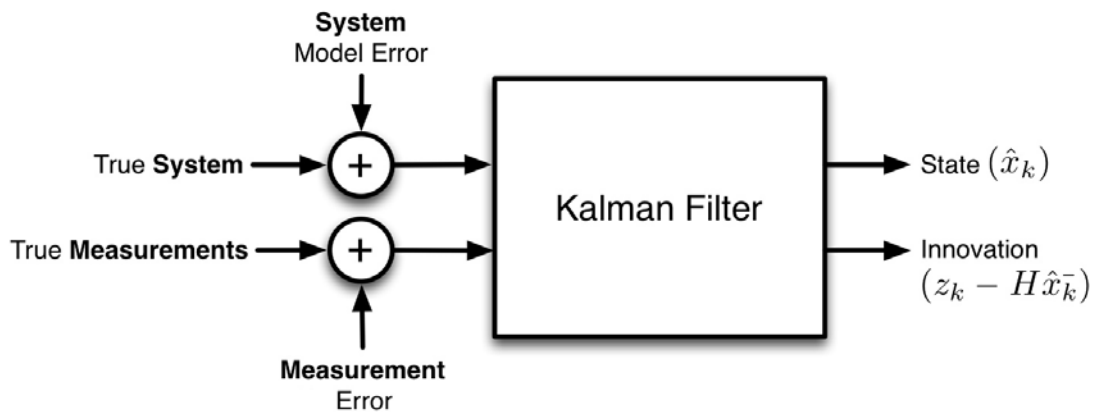 System
Model Error
True System
True Measurements
Measurement
Error
+
+
Kalman Filter
State (x̂ₖ)
Innovation
(zₖ − Hx̂ₖ⁻)